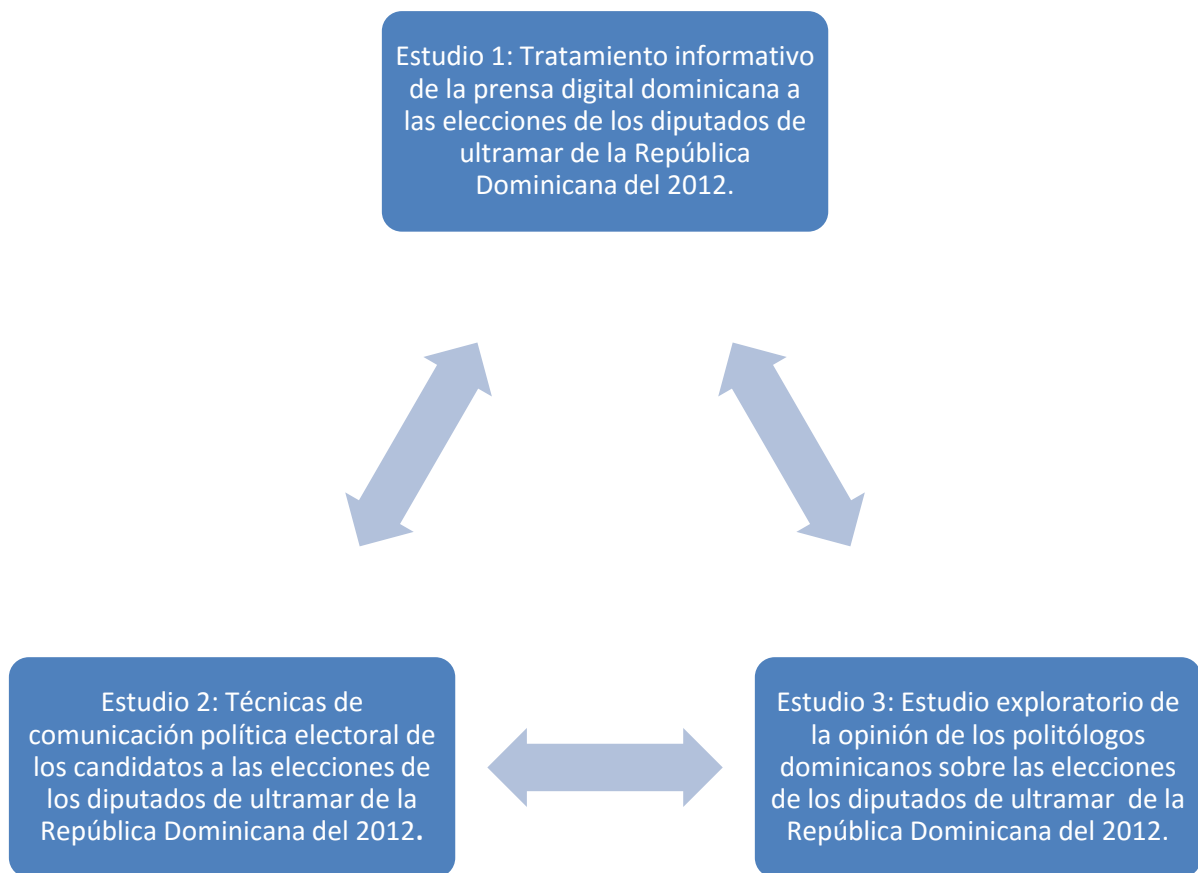 Estudio 1: Tratamiento informativo
de la prensa digital dominicana a
las elecciones de los diputados de
ultramar de la República
Dominicana del 2012.
Estudio 2: Técnicas de
comunicación política electoral de
los candidatos a las elecciones de
los diputados de ultramar de la
República Dominicana del 2012.
Estudio 3: Estudio exploratorio de
la opinión de los politólogos
dominicanos sobre las elecciones
de los diputados de ultramar  de la
República Dominicana del 2012.